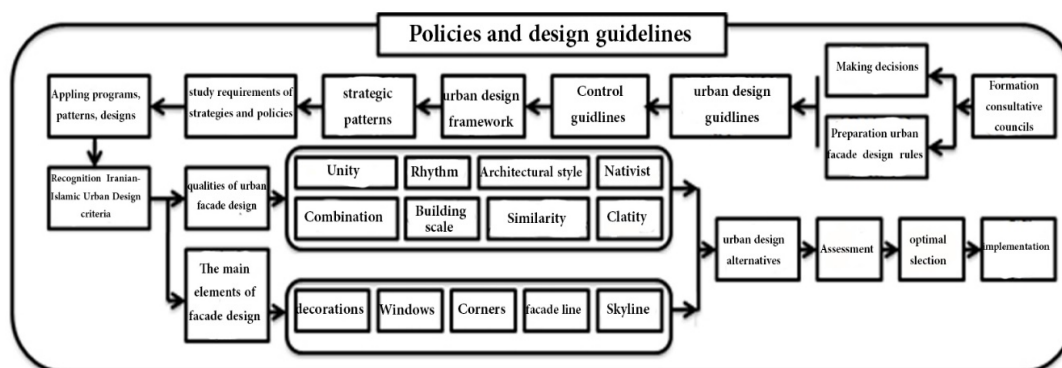 Policies and design guidelines
Formation
consultative
councils
Making decisions
Preparation urban
facade design rules
urban design
guidlines
Control
guidlines
urban design
framework
strategic
patterns
study requirements of
strategies and policies
Appling programs,
patterns, designs
Recognition Iranian-
Islamic Urban Design
criteria
qualities of urban
facade design
Unity
Rhythm
Architectural style
Nativist
Combination
Building
scale
Similarity
Clatity
The main
elements of
facade design
decorations
Windows
Corners
facade line
Skyline
urban design
alternatives
Assessment
optimal
slection
implementation